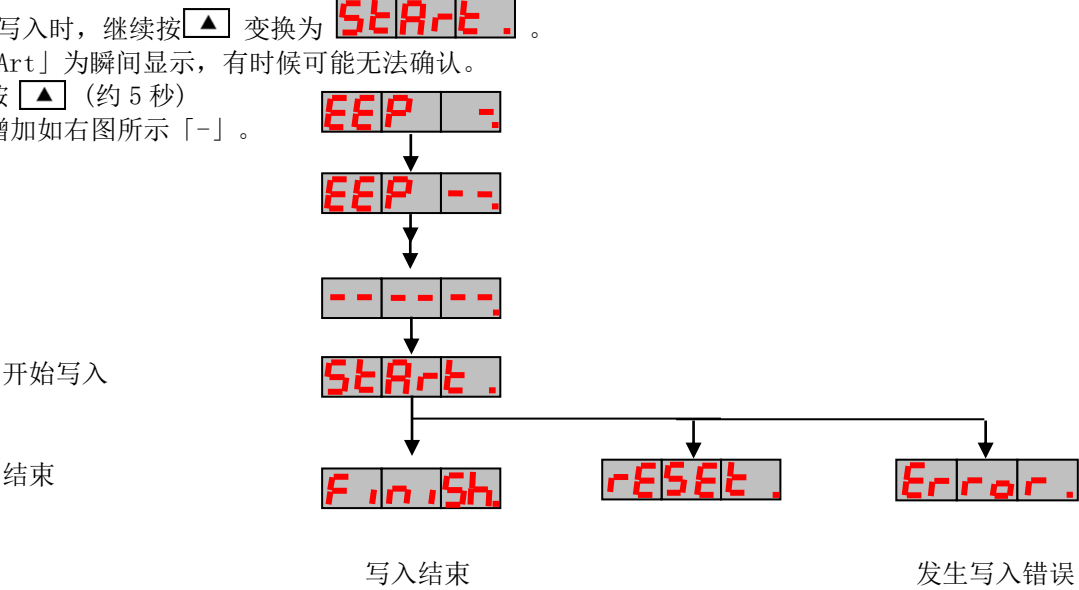 写入时，继续按 ▲ 变换为 StArt. 。
Art」为瞬间显示，有时候可能无法确认。
按 ▲ (约5秒)
增加如右图所示「-」。
EEP -.
EEP --.
------.
开始写入 StArt.
结束 FiniSh. rESEt. Error.
写入结束 发生写入错误